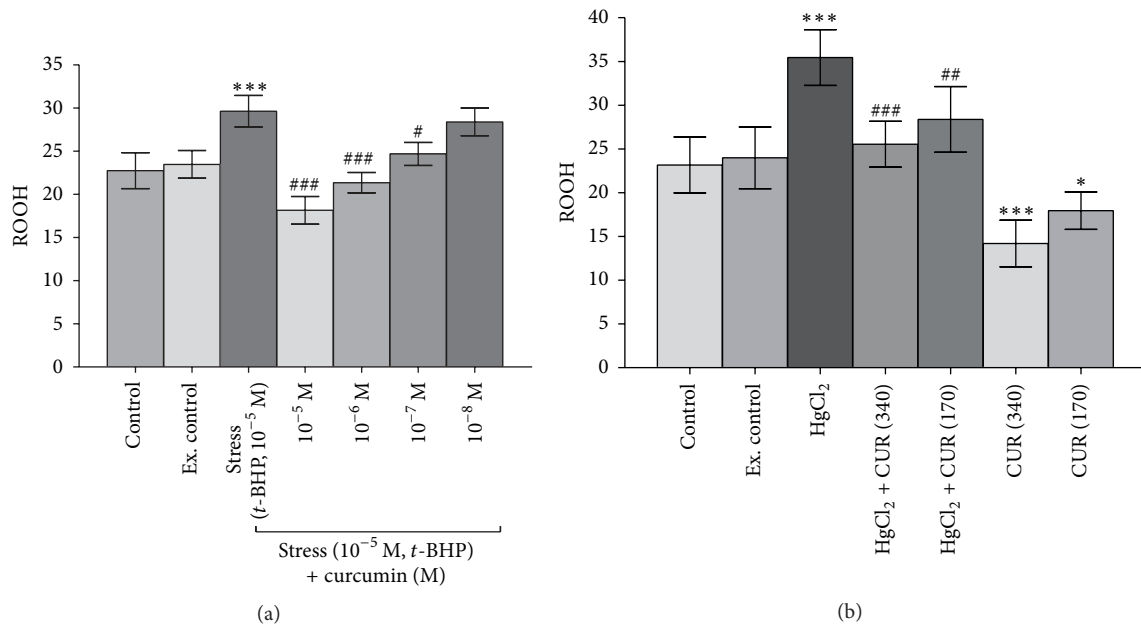 35
30
25
20
15
10
5
0
ROOH
***
###
###
#
Control
Ex. control
Stress
(t-BHP, 10⁻⁵ M)
10⁻⁵ M
10⁻⁶ M
10⁻⁷ M
10⁻⁸ M
Stress (10⁻⁵ M, t-BHP)
+ curcumin (M)
(a)
40
35
30
25
20
15
10
5
0
ROOH
***
###
##
***
*
Control
Ex. control
HgCl₂
HgCl₂ + CUR (340)
HgCl₂ + CUR (170)
CUR (340)
CUR (170)
(b)